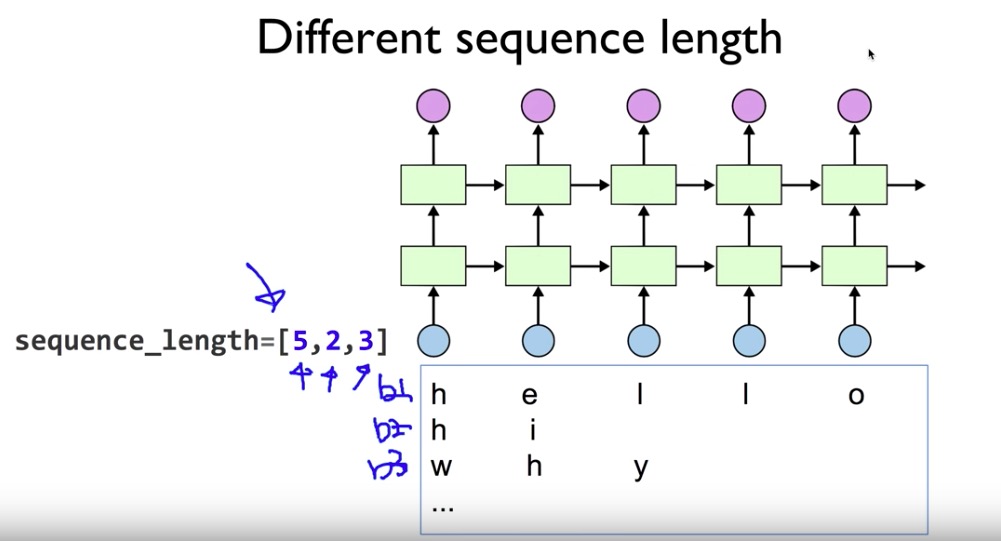 Different sequence length
sequence_length=[5,2,3]
b1 h e l l o
b2 h i
b3 w h y
...